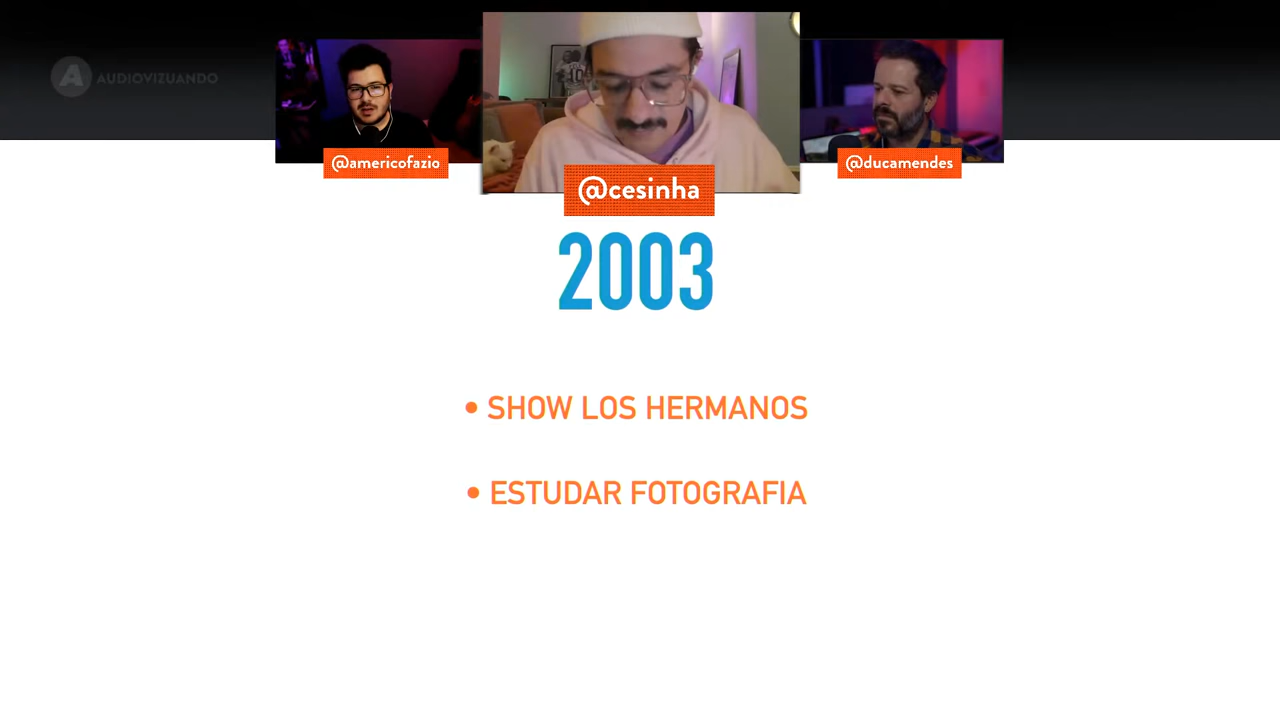 AUDIOVIZUANDO
@americofazio
@cesinha
@ducamendes
2003
• SHOW LOS HERMANOS
• ESTUDAR FOTOGRAFIA